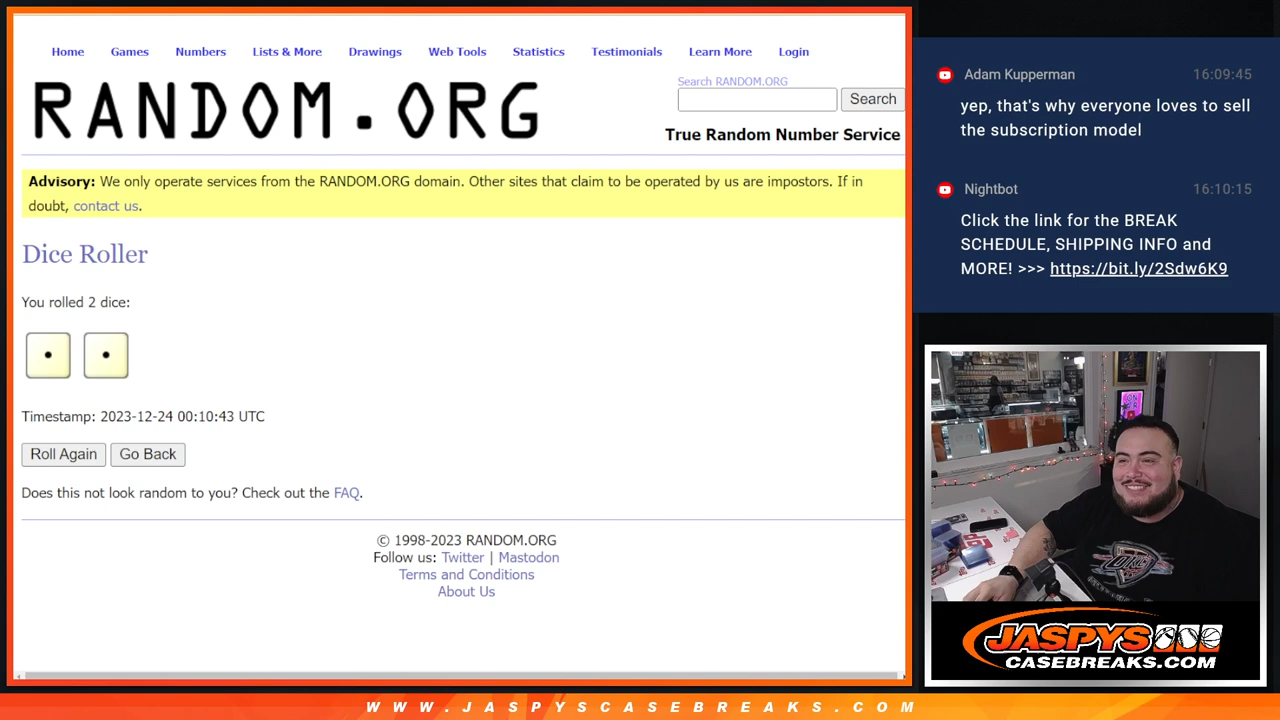 Home Games Numbers Lists & More Drawings Web Tools Statistics Testimonials Learn More Login
RANDOM.ORG
Search RANDOM.ORG
Search
True Random Number Service
Advisory: We only operate services from the RANDOM.ORG domain. Other sites that claim to be operated by us are impostors. If in
doubt, contact us.
Dice Roller
You rolled 2 dice:
Timestamp: 2023-12-24 00:10:43 UTC
Roll Again Go Back
Does this not look random to you? Check out the FAQ.
© 1998-2023 RANDOM.ORG
Follow us: Twitter | Mastodon
Terms and Conditions
About Us
Adam Kupperman 16:09:45
yep, that's why everyone loves to sell
the subscription model
Nightbot 16:10:15
Click the link for the BREAK
SCHEDULE, SHIPPING INFO and
MORE! >>> https://bit.ly/2Sdw6K9
OKC
JASPYS
CASEBREAKS.COM
WWW.JASPYSCASEBREAKS.COM